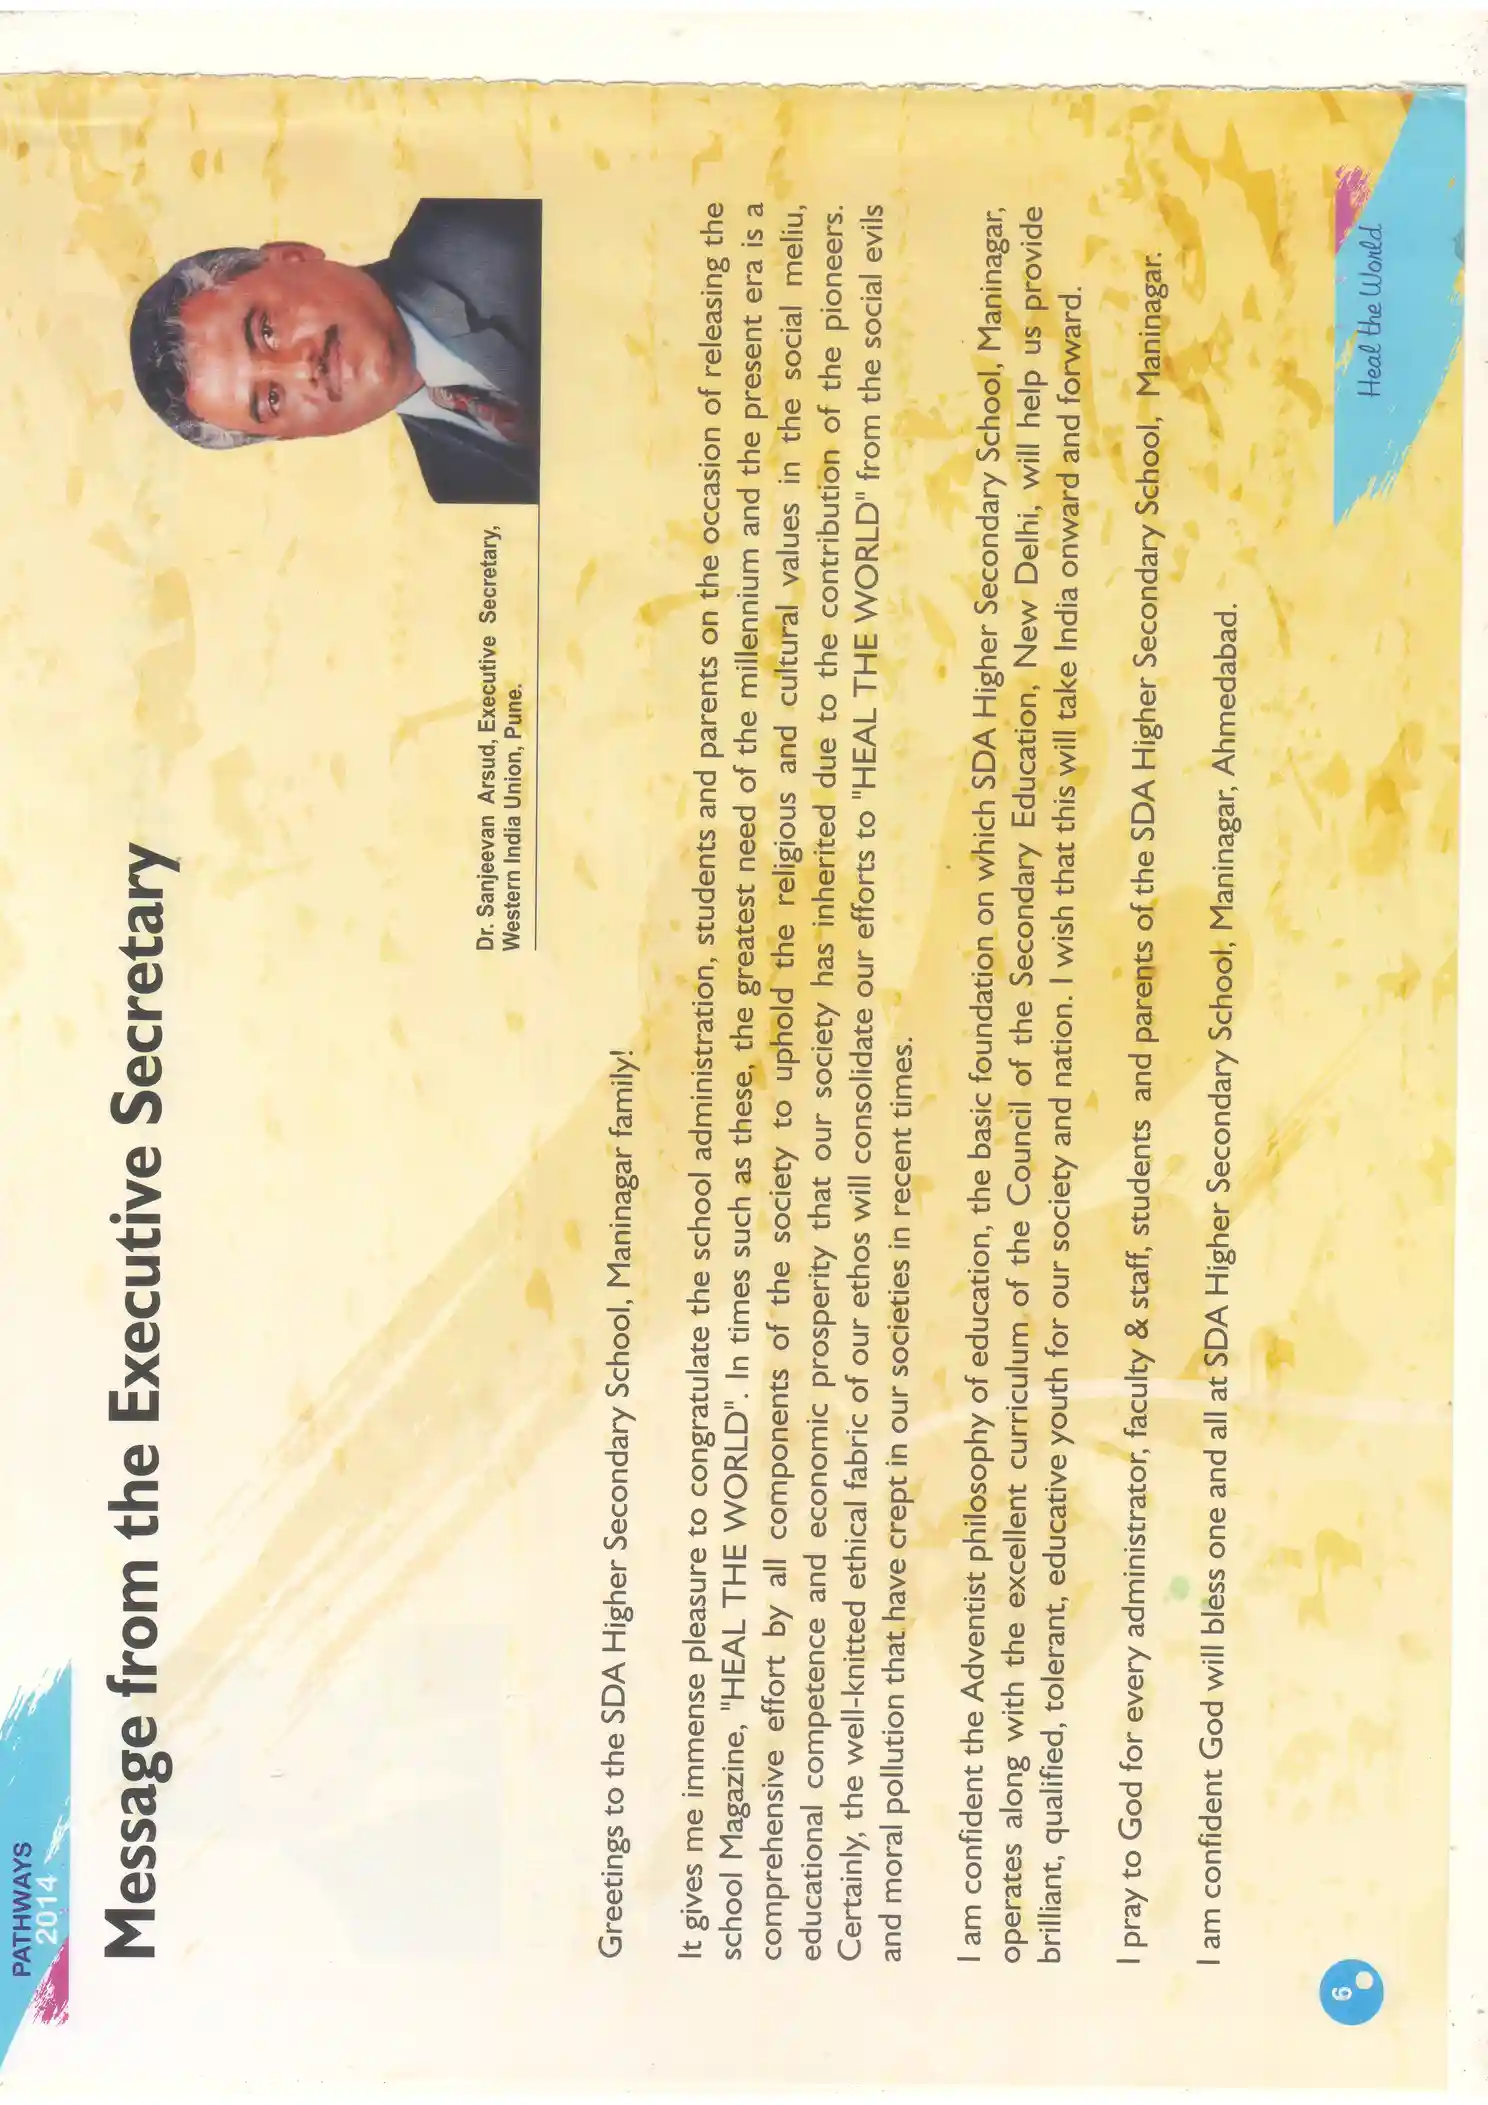 PATHWAYS
2014
Message from the Executive Secretary
Dr. Sanjeevan Arsud, Executive Secretary,
Western India Union, Pune.
Greetings to the SDA Higher Secondary School, Maninagar family!
It gives me immense pleasure to congratulate the school administration, students and parents on the occasion of releasing the
school Magazine, "HEAL THE WORLD". In times such as these, the greatest need of the millennium and the present era is a
comprehensive effort by all components of the society to uphold the religious and cultural values in the social meliu,
educational competence and economic prosperity that our society has inherited due to the contribution of the pioneers.
Certainly, the well-knitted ethical fabric of our ethos will consolidate our efforts to "HEAL THE WORLD" from the social evils
and moral pollution that have crept in our societies in recent times.
I am confident the Adventist philosophy of education, the basic foundation on which SDA Higher Secondary School, Maninagar,
operates along with the excellent curriculum of the Council of the Secondary Education, New Delhi, will help us provide
brilliant, qualified, tolerant, educative youth for our society and nation. I wish that this will take India onward and forward.
I pray to God for every administrator, faculty & staff, students and parents of the SDA Higher Secondary School, Maninagar.
I am confident God will bless one and all at SDA Higher Secondary School, Maninagar, Ahmedabad.
6
Heal the World